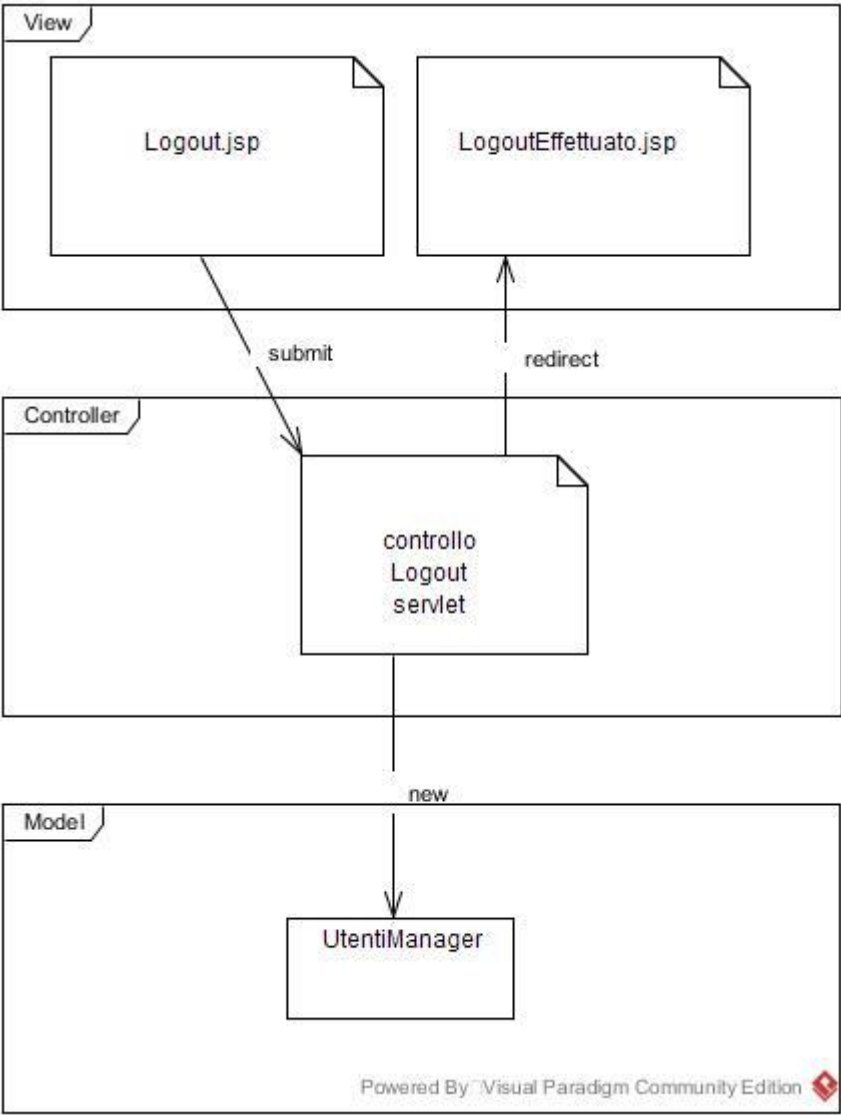 View
Logout.jsp
LogoutEffettuato.jsp
submit
redirect
Controller
controllo
Logout
servlet
new
Model
UtentiManager
Powered By Visual Paradigm Community Edition